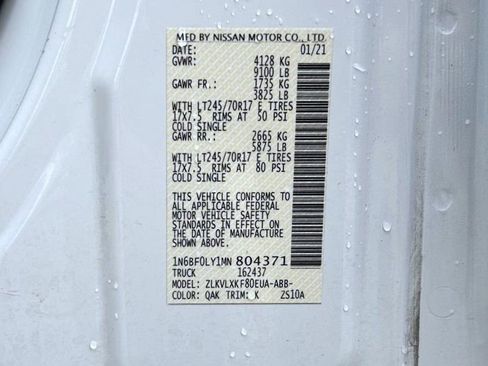 MFD BY NISSAN MOTOR CO., LTD.
DATE: 01/21
GVWR: 4128 KG
9100 LB
GAWR FR.: 1735 KG
3825 LB
WITH LT245/70R17 E TIRES
17X7.5 RIMS AT 50 PSI
COLD SINGLE
GAWR RR.: 2665 KG
5875 LB
WITH LT245/70R17 E TIRES
17X7.5 RIMS AT 80 PSI
COLD SINGLE
THIS VEHICLE CONFORMS TO
ALL APPLICABLE FEDERAL
MOTOR VEHICLE SAFETY
STANDARDS IN EFFECT ON
THE DATE OF MANUFACTURE
SHOWN ABOVE.
1N6BF0LY1MN 804371
TRUCK 162437
MODEL: ZLKVLXKF80EUA-ABB-
COLOR: QAK TRIM: K ZS10A